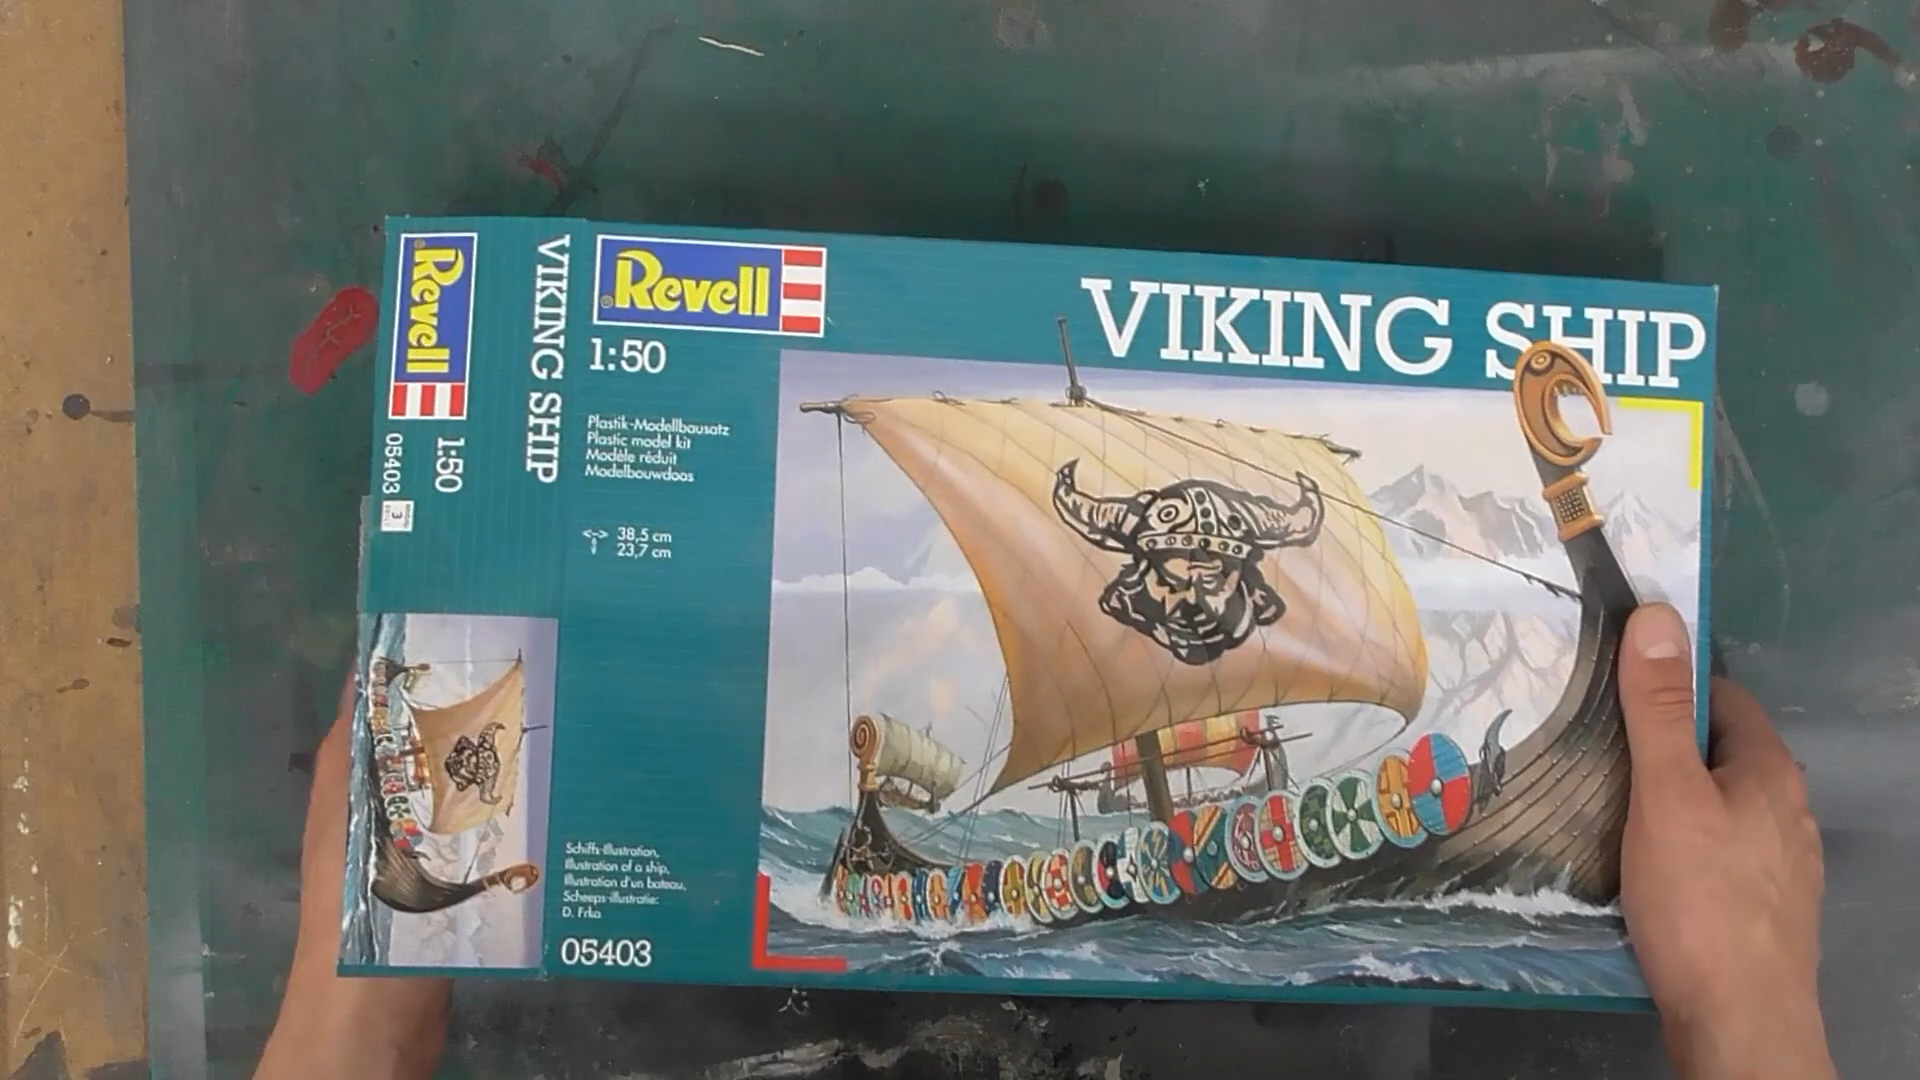 Revell
VIKING SHIP
1:50
05403
3
Revell
1:50
VIKING SHIP
Plastik-Modellbausatz
Plastic model kit
Modèle réduit
Modelbouwdoos
<-> 38,5 cm
23,7 cm
Schiffs-Illustration,
Illustration of a ship,
Illustration d'un bateau,
Scheeps-illustratie:
D. Frka
05403